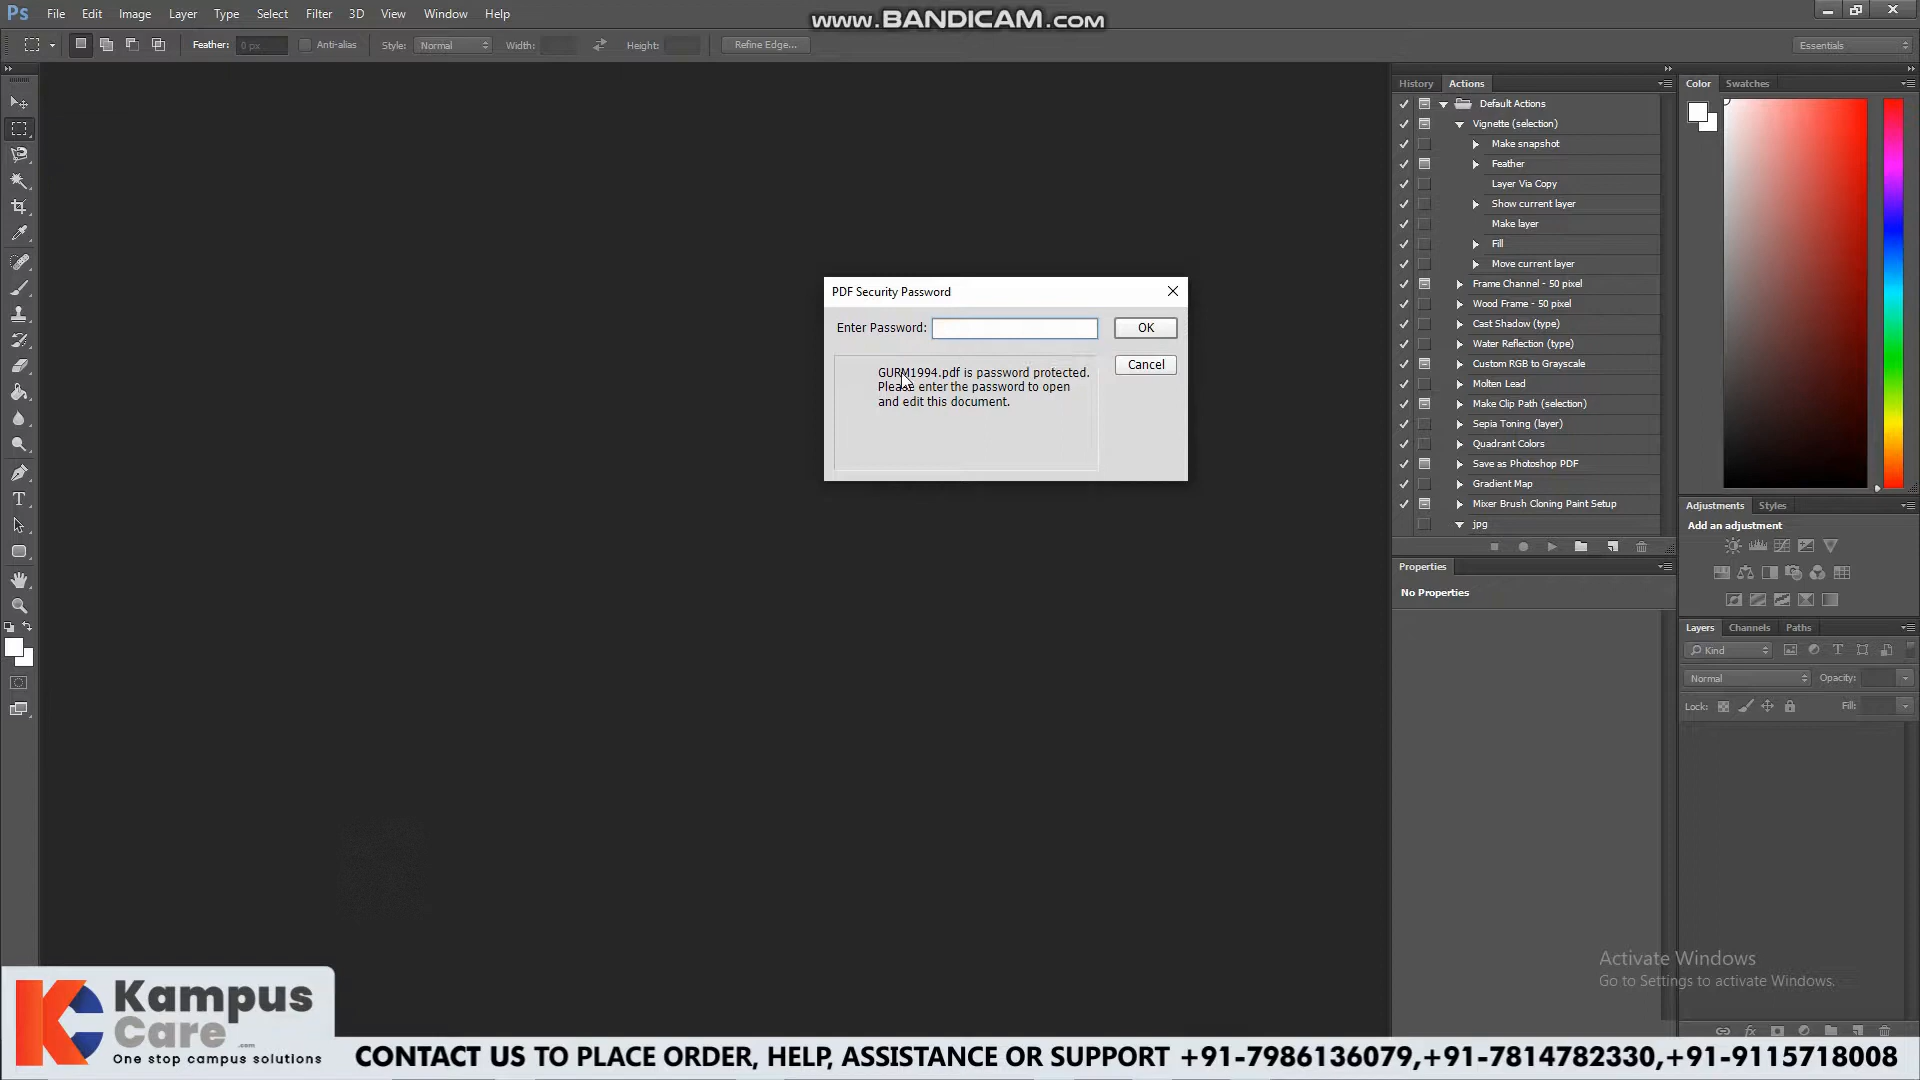 Ps File Edit Image Layer Type Select Filter 3D View Window Help
www.BANDICAM.com
Feather: 0 px Anti-alias Style: Normal Width: Height: Refine Edge... Essentials
History Actions
Default Actions
Vignette (selection)
Make snapshot
Feather
Layer Via Copy
Show current layer
Make layer
Fill
Move current layer
Frame Channel - 50 pixel
Wood Frame - 50 pixel
Cast Shadow (type)
Water Reflection (type)
Custom RGB to Grayscale
Molten Lead
Make Clip Path (selection)
Sepia Toning (layer)
Quadrant Colors
Save as Photoshop PDF
Gradient Map
Mixer Brush Cloning Paint Setup
jpg
Properties
No Properties
Color Swatches
Adjustments Styles
Add an adjustment
Layers Channels Paths
Kind
Normal Opacity:
Lock: Fill:
PDF Security Password
Enter Password: OK
Cancel
GURM1994.pdf is password protected.
Please enter the password to open
and edit this document.
Activate Windows
Go to Settings to activate Windows.
Kampus
Care
.com
One stop campus solutions
CONTACT US TO PLACE ORDER, HELP, ASSISTANCE OR SUPPORT +91-7986136079,+91-7814782330,+91-9115718008